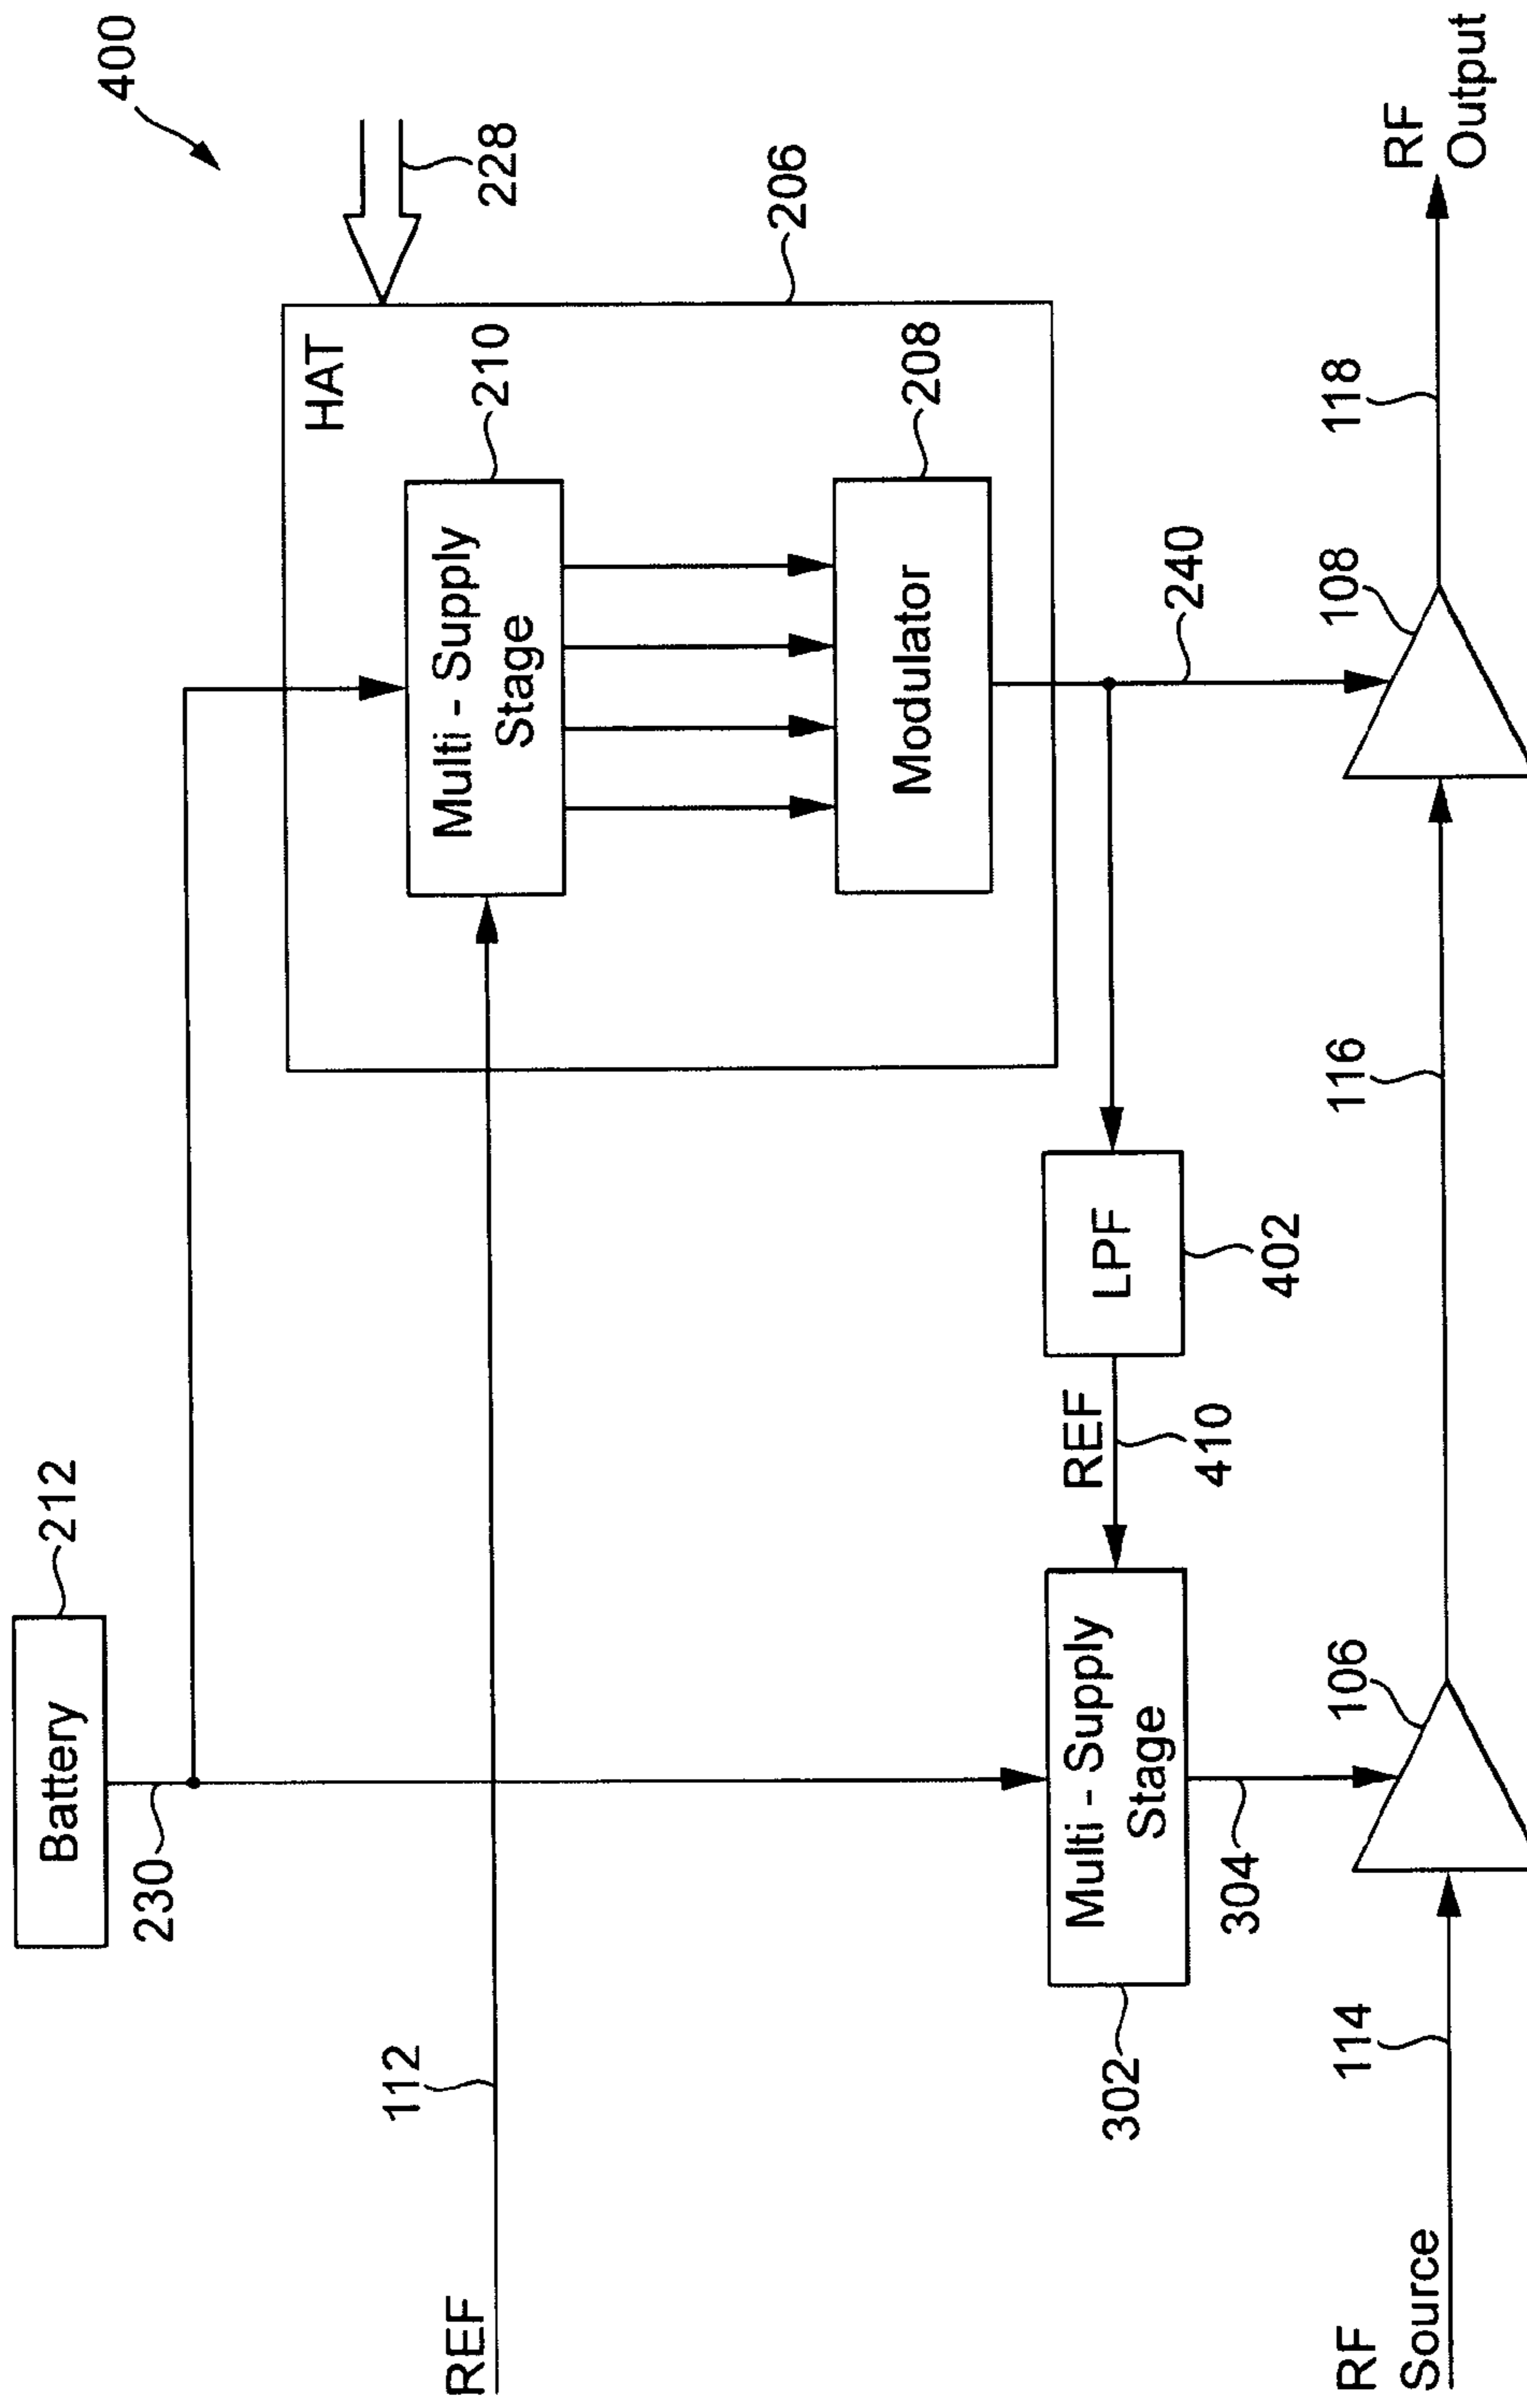 400
Battery
212
230
228
HAT
206
Multi - Supply
Stage
210
REF
112
Modulator
208
LPF
402
REF
410
240
Multi - Supply
Stage
302
304
RF
Source
114
106
116
108
118
RF
Output